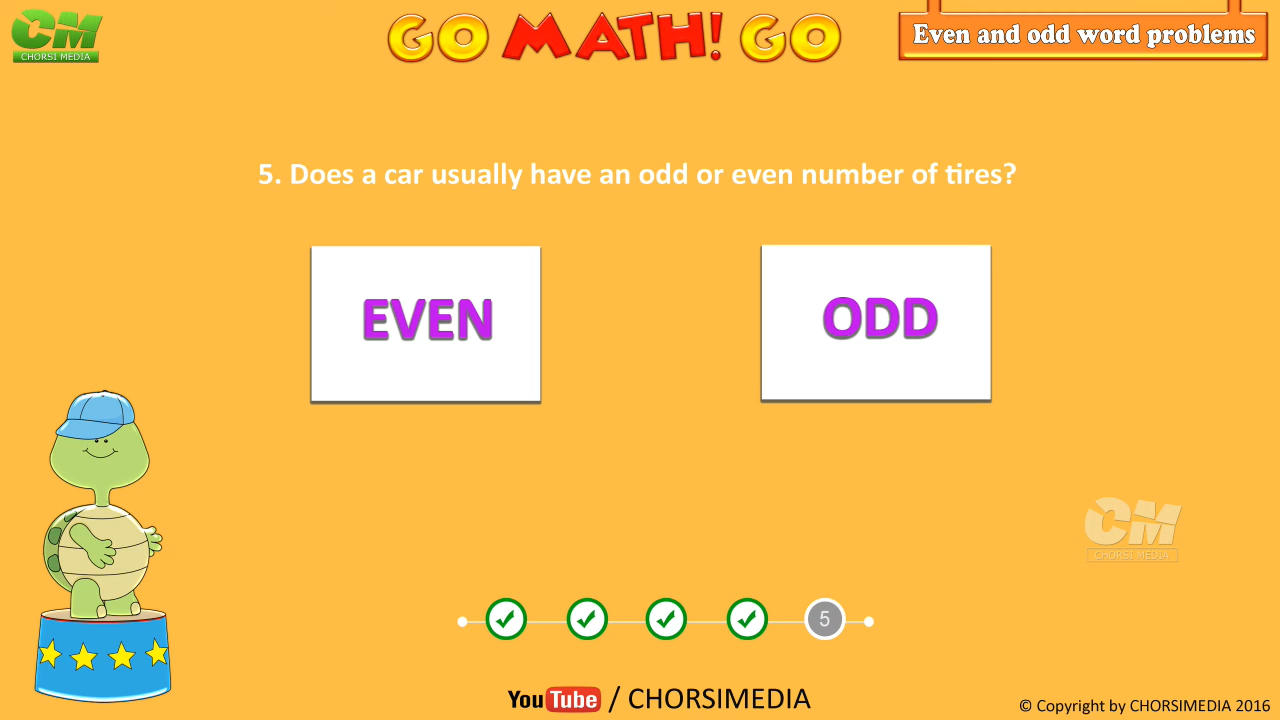 CM
CHORSI MEDIA
GO MATH! GO
Even and odd word problems
5. Does a car usually have an odd or even number of tires?
EVEN
ODD
CM
CHORSI MEDIA
5
YouTube / CHORSIMEDIA
© Copyright by CHORSIMEDIA 2016